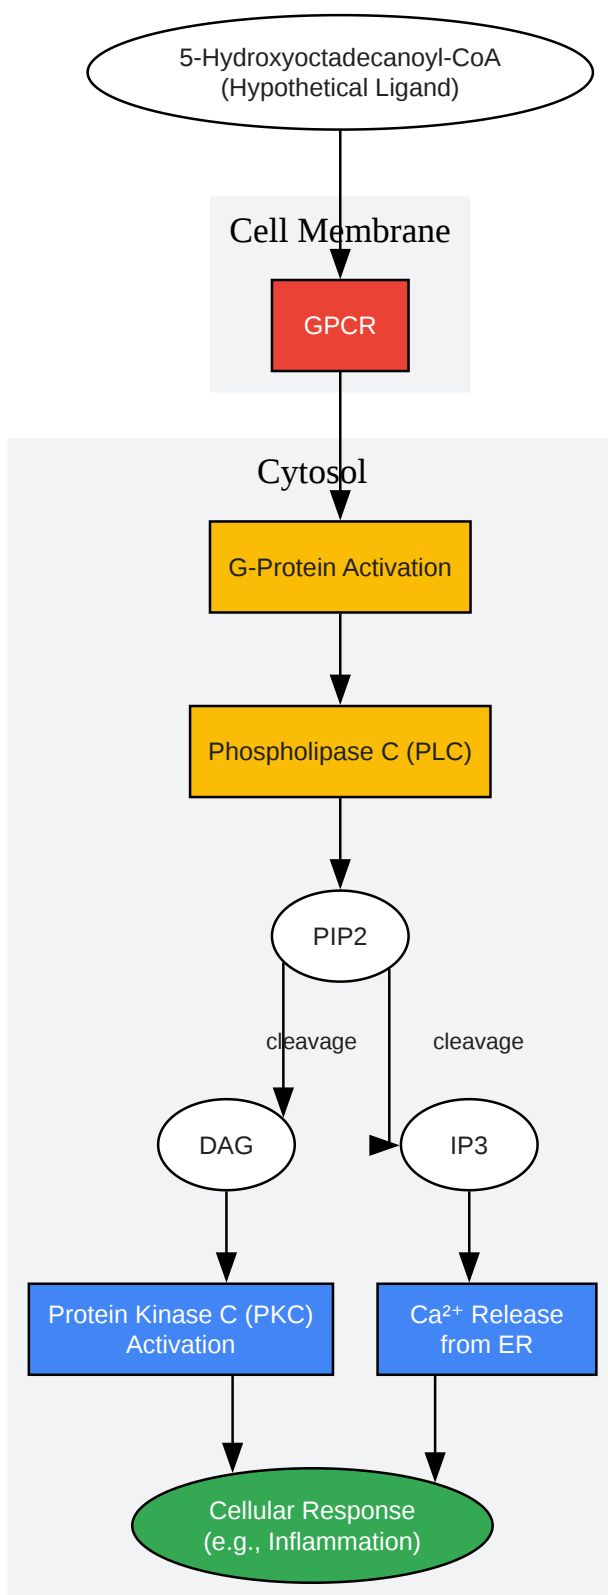 5-Hydroxyoctadecanoyl-CoA
(Hypothetical Ligand)
Cell Membrane
GPCR
Cytosol
G-Protein Activation
Phospholipase C (PLC)
PIP2
cleavage
cleavage
DAG
IP3
Protein Kinase C (PKC)
Activation
Ca²⁺ Release
from ER
Cellular Response
(e.g., Inflammation)